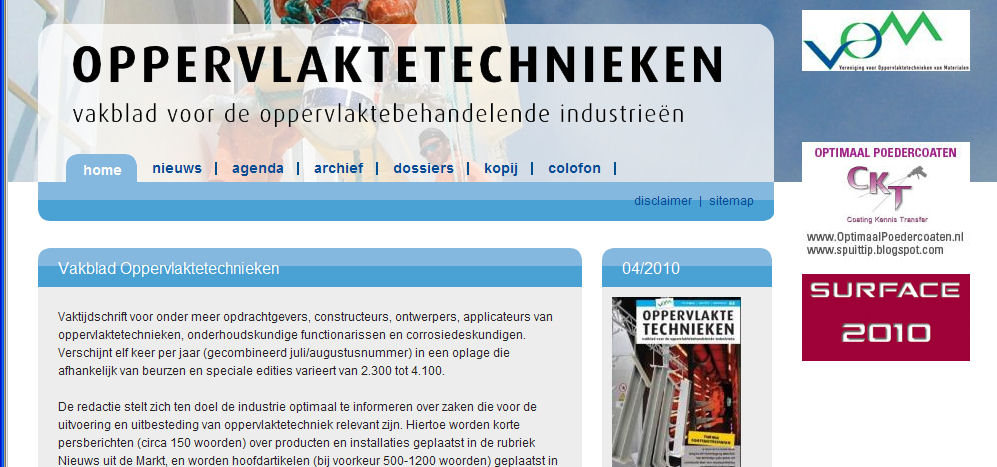 OPPERVLAKTETECHNIEKEN
vakblad voor de oppervlaktebehandelende industrieën
home nieuws | agenda | archief | dossiers | kopij | colofon |
disclaimer | sitemap
Vakblad Oppervlaktetechnieken
Vaktijdschrift voor onder meer opdrachtgevers, constructeurs, ontwerpers, applicateurs van
oppervlaktetechnieken, onderhoudskundige functionarissen en corrosiedeskundigen.
Verschijnt elf keer per jaar (gecombineerd juli/augustusnummer) in een oplage die
afhankelijk van beurzen en speciale edities varieert van 2.300 tot 4.100.
De redactie stelt zich ten doel de industrie optimaal te informeren over zaken die voor de
uitvoering en uitbesteding van oppervlaktetechniek relevant zijn. Hiertoe worden korte
persberichten (circa 150 woorden) over producten en installaties geplaatst in de rubriek
Nieuws uit de Markt, en worden hoofdartikelen (bij voorkeur 500-1200 woorden) geplaatst in
04/2010
vom
OPPERVLAKTE
TECHNIEKEN
vakblad voor de oppervlaktebehandelende industrieën
vom
Vereniging voor Oppervlaktetechnieken van Materialen
OPTIMAAL POEDERCOATEN
CKT
Coating Kennis Transfer
www.OptimaalPoedercoaten.nl
www.spuittip.blogspot.com
SURFACE
2010